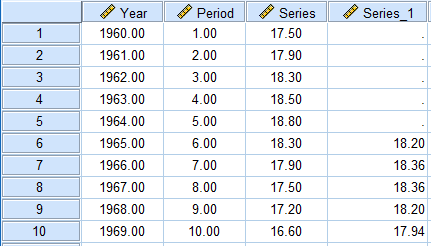 Year Period Series Series_1
1 1960.00 1.00 17.50 .
2 1961.00 2.00 17.90 .
3 1962.00 3.00 18.30 .
4 1963.00 4.00 18.50 .
5 1964.00 5.00 18.80 .
6 1965.00 6.00 18.30 18.20
7 1966.00 7.00 17.90 18.36
8 1967.00 8.00 17.50 18.36
9 1968.00 9.00 17.20 18.20
10 1969.00 10.00 16.60 17.94